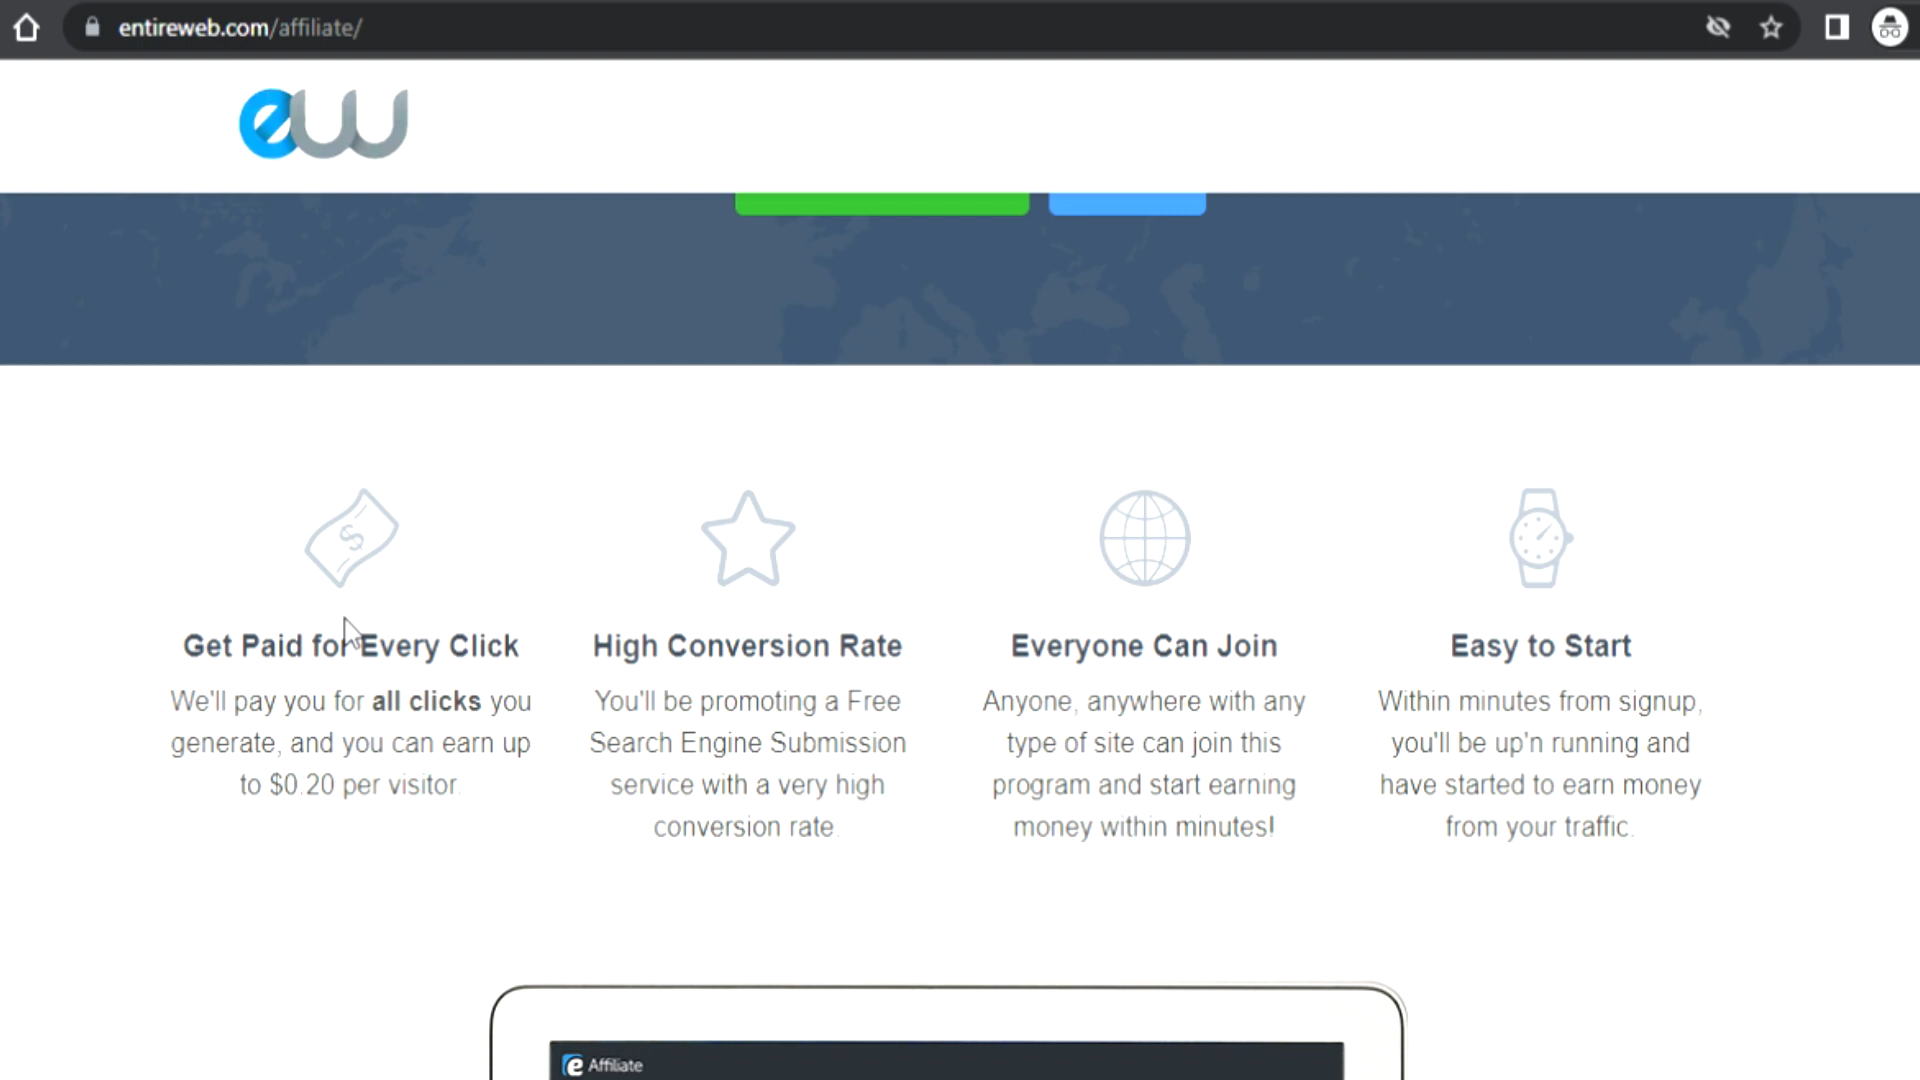 entireweb.com/affiliate/
ew
Get Paid for Every Click
We'll pay you for all clicks you
generate, and you can earn up
to $0.20 per visitor.
High Conversion Rate
You'll be promoting a Free
Search Engine Submission
service with a very high
conversion rate.
Everyone Can Join
Anyone, anywhere with any
type of site can join this
program and start earning
money within minutes!
Easy to Start
Within minutes from signup,
you'll be up'n running and
have started to earn money
from your traffic.
e Affiliate